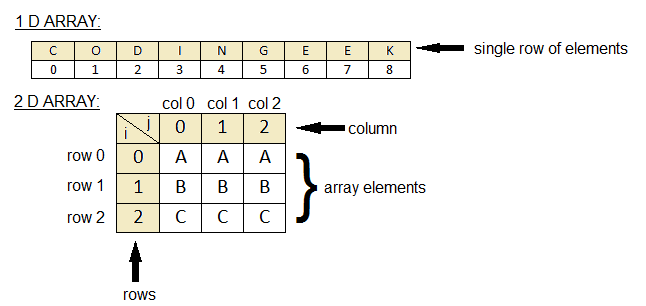 1 D ARRAY:
C O D I N G E E K
single row of elements
0 1 2 3 4 5 6 7 8
2 D ARRAY:
col 0 col 1 col 2
i j 0 1 2
column
row 0 0 A A A
row 1 1 B B B
array elements
row 2 2 C C C
rows